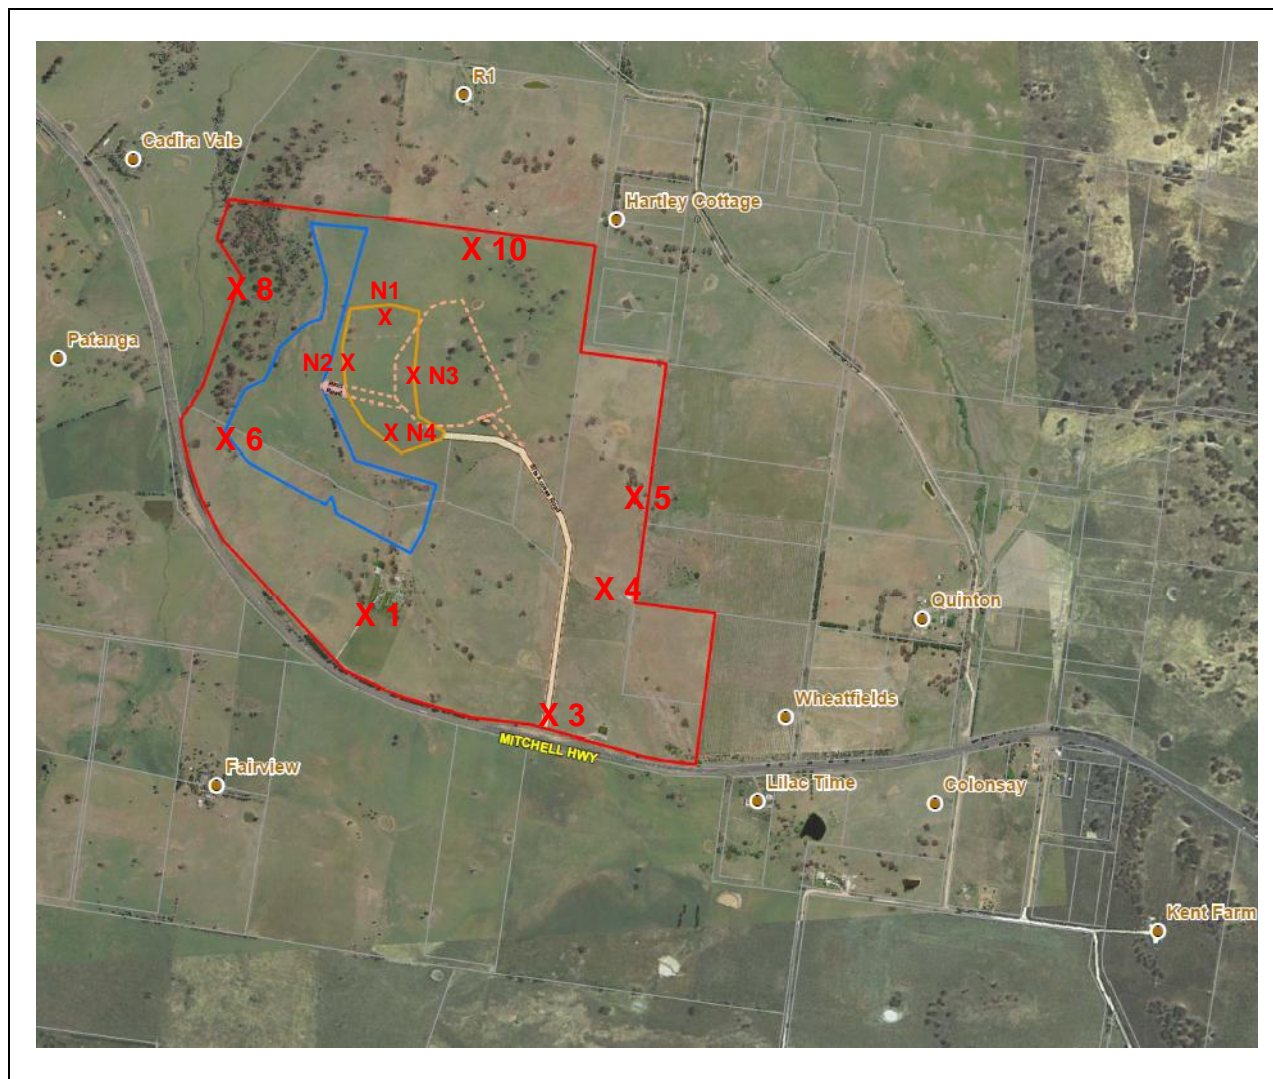 R1
Cadira Vale
Hartley Cottage
X 10
X 8
N1
X
Patanga
N2 X
X N3
X N4
X 6
X 5
X 4
Quinton
X 1
X 3
Wheatfields
MITCHELL HWY
Fairview
Lilac Time
Colonsay
Kent Farm